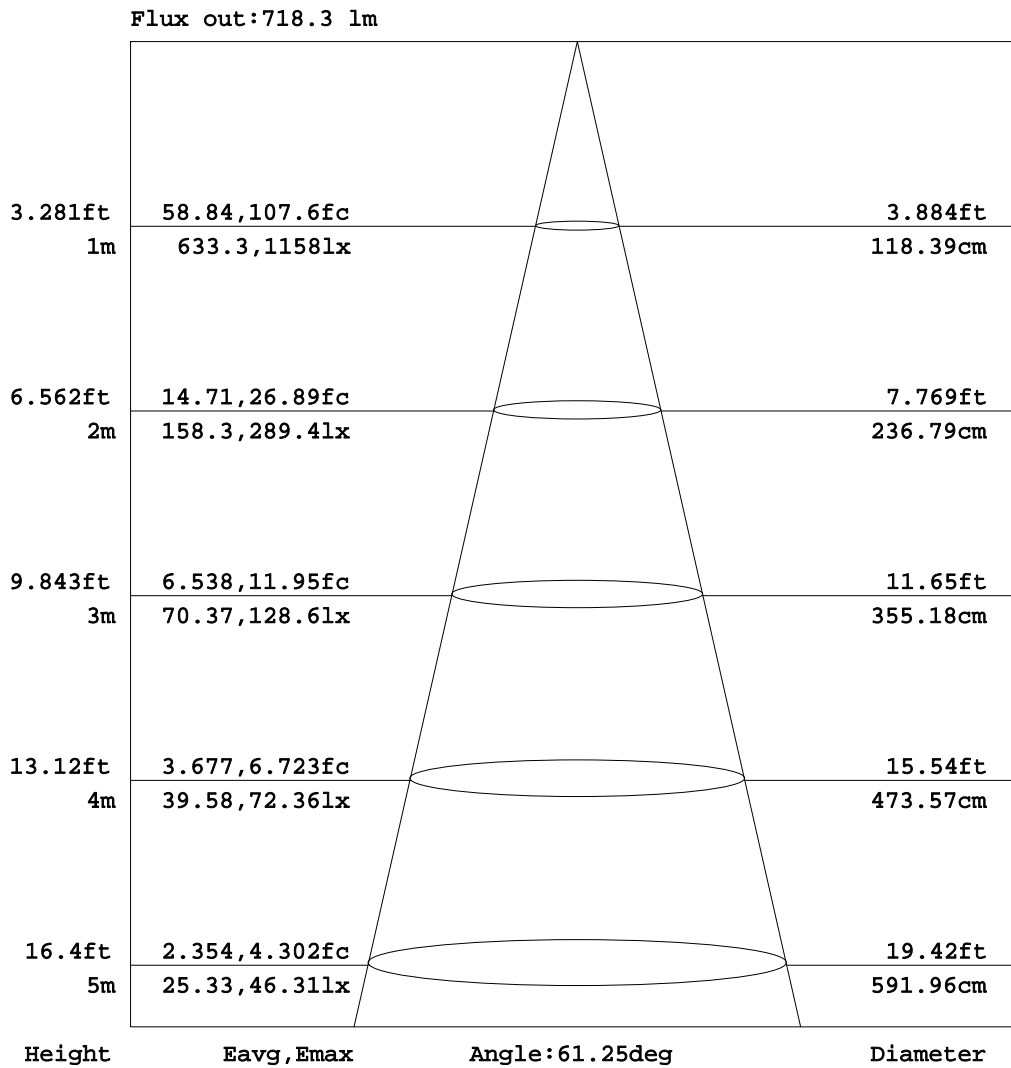 Flux out:718.3 lm
3.281ft 58.84,107.6fc 3.884ft
1m 633.3,1158lx 118.39cm
6.562ft 14.71,26.89fc 7.769ft
2m 158.3,289.4lx 236.79cm
9.843ft 6.538,11.95fc 11.65ft
3m 70.37,128.6lx 355.18cm
13.12ft 3.677,6.723fc 15.54ft
4m 39.58,72.36lx 473.57cm
16.4ft 2.354,4.302fc 19.42ft
5m 25.33,46.31lx 591.96cm
Height Eavg,Emax Angle:61.25deg Diameter